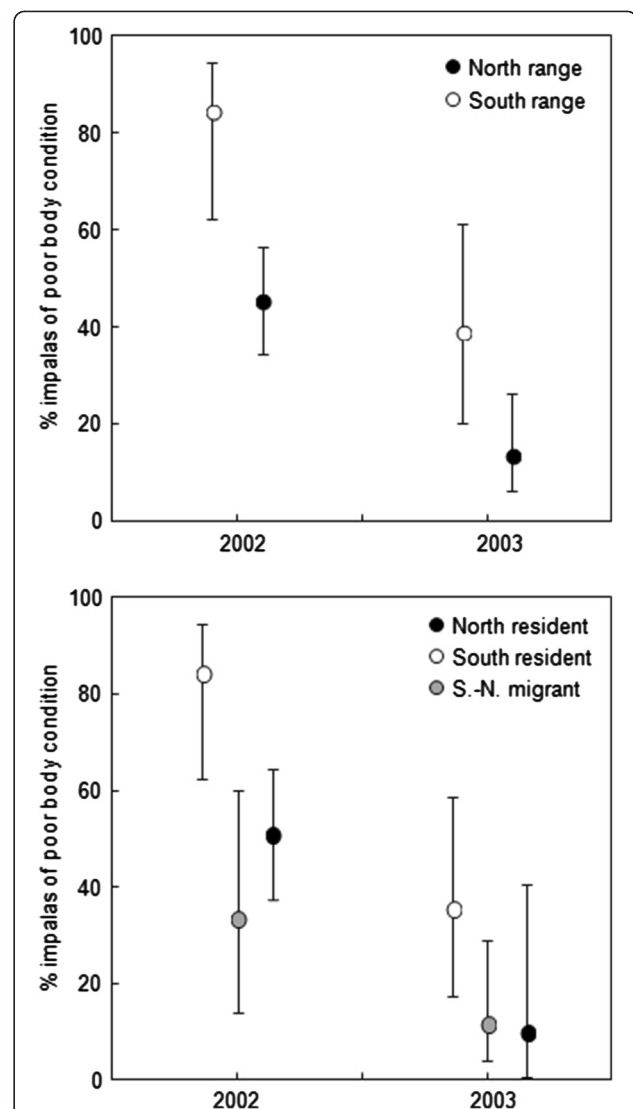 100
80
60
40
20
0
% impalas of poor body condition
North range
South range
2002
2003
100
80
60
40
20
0
% impalas of poor body condition
North resident
South resident
S.-N. migrant
2002
2003